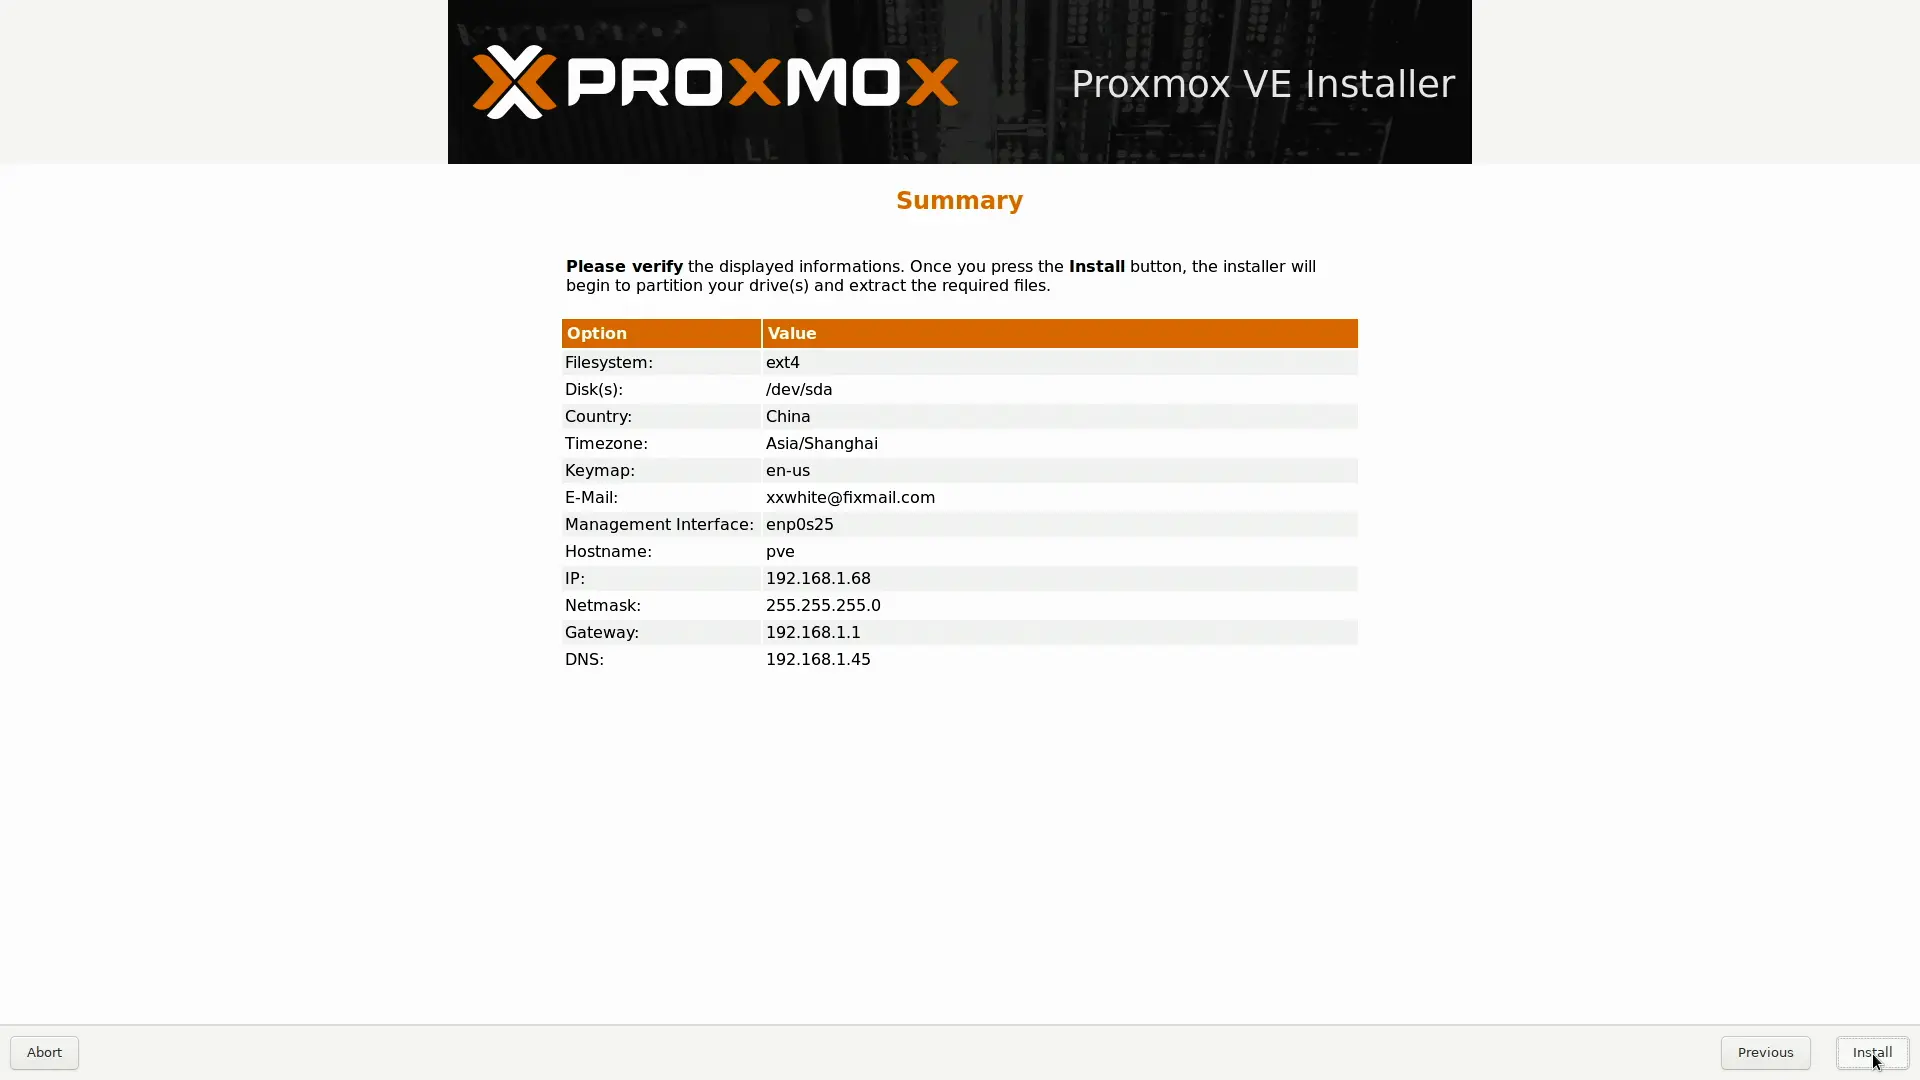 PROXMOX
Proxmox VE Installer
Summary
Please verify the displayed informations. Once you press the Install button, the installer will
begin to partition your drive(s) and extract the required files.
Option Value
Filesystem: ext4
Disk(s): /dev/sda
Country: China
Timezone: Asia/Shanghai
Keymap: en-us
E-Mail: xxwhite@fixmail.com
Management Interface: enp0s25
Hostname: pve
IP: 192.168.1.68
Netmask: 255.255.255.0
Gateway: 192.168.1.1
DNS: 192.168.1.45
Abort Previous Install